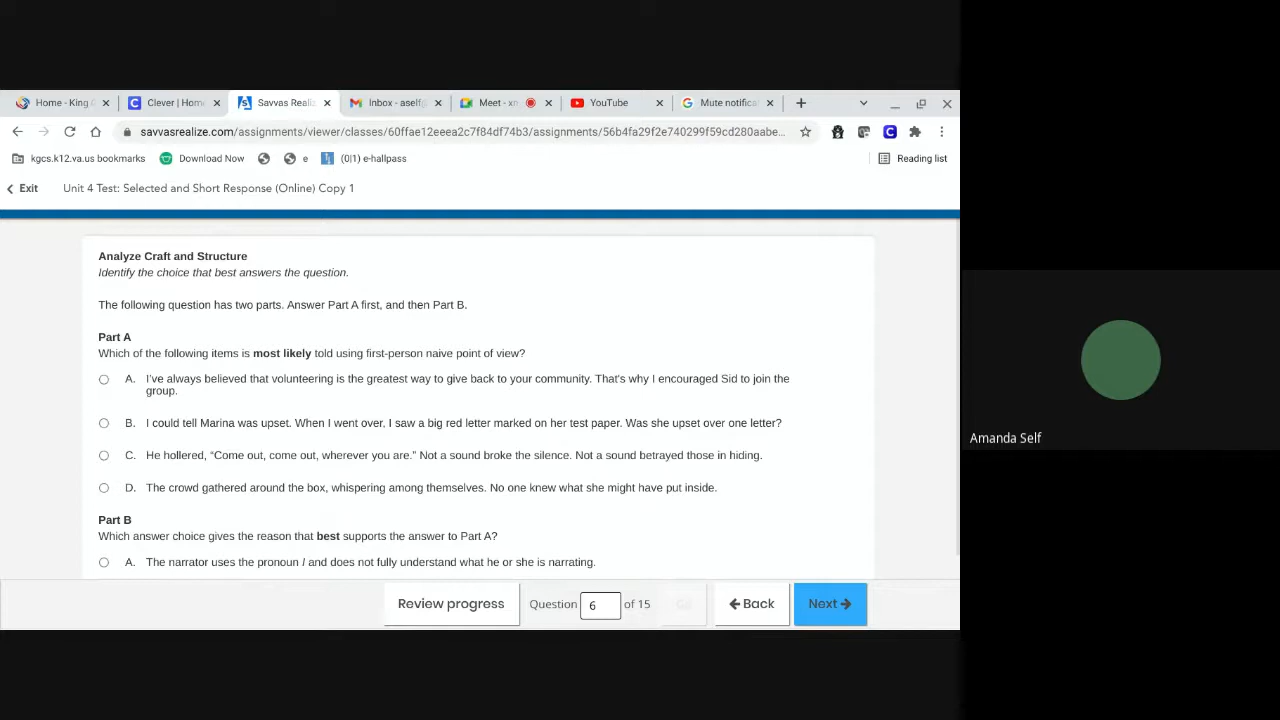 Home - King
Clever | Hom
Savvas Realiz
Inbox - aself
Meet - xn
YouTube
Mute notifica
savvasrealize.com/assignments/viewer/classes/60ffae12eeea2c7f84df74b3/assignments/56b4fa29f2e740299f59cd280aabe...
kgcs.k12.va.us bookmarks
Download Now
e
(0|1) e-hallpass
Reading list
Exit
Unit 4 Test: Selected and Short Response (Online) Copy 1
Analyze Craft and Structure
Identify the choice that best answers the question.
The following question has two parts. Answer Part A first, and then Part B.
Part A
Which of the following items is most likely told using first-person naive point of view?
A. I've always believed that volunteering is the greatest way to give back to your community. That's why I encouraged Sid to join the
group.
B. I could tell Marina was upset. When I went over, I saw a big red letter marked on her test paper. Was she upset over one letter?
C. He hollered, “Come out, come out, wherever you are.” Not a sound broke the silence. Not a sound betrayed those in hiding.
D. The crowd gathered around the box, whispering among themselves. No one knew what she might have put inside.
Part B
Which answer choice gives the reason that best supports the answer to Part A?
A. The narrator uses the pronoun I and does not fully understand what he or she is narrating.
Review progress
Question 6 of 15
Go
Back
Next
Amanda Self